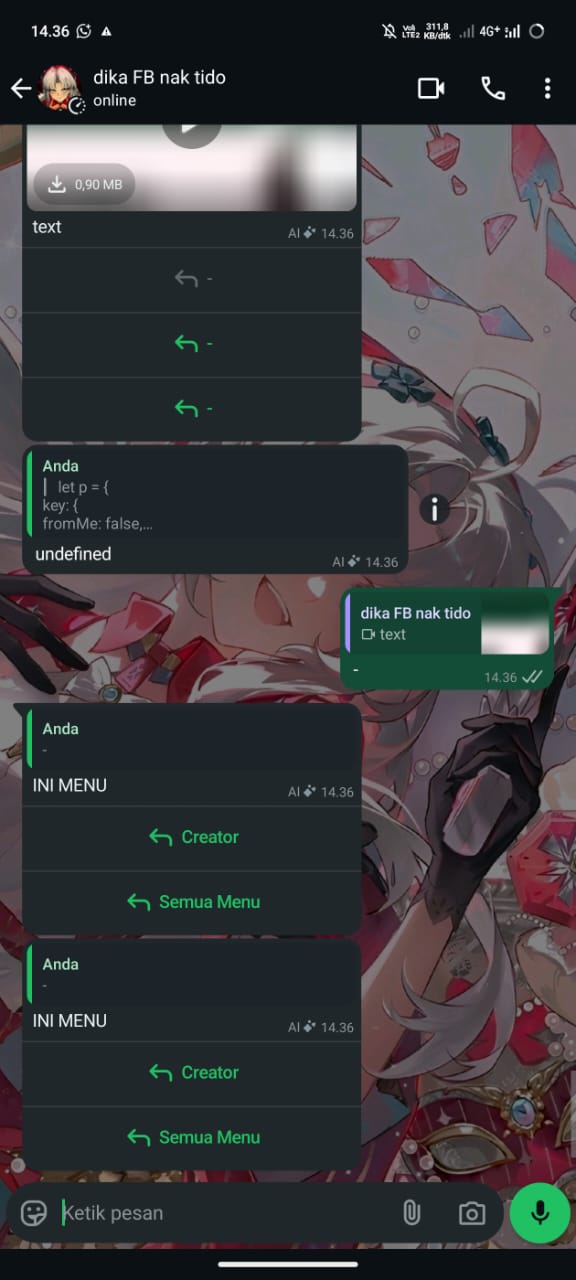 14.36
Vo)) LTE2
311,8 KB/dtk
4G+
dika FB nak tido
online
0,90 MB
text
AI 14.36
-
-
-
Anda
| let p = {
key: {
fromMe: false,...
undefined
AI 14.36
dika FB nak tido
text
-
14.36
Anda
-
INI MENU
AI 14.36
Creator
Semua Menu
Anda
-
INI MENU
AI 14.36
Creator
Semua Menu
Ketik pesan